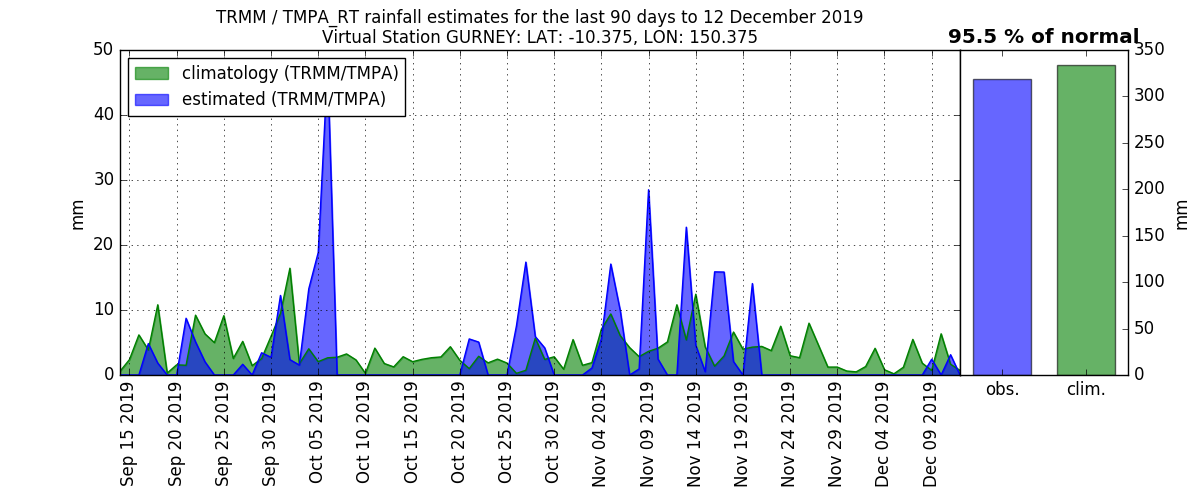 TRMM / TMPA_RT rainfall estimates for the last 90 days to 12 December 2019
Virtual Station GURNEY: LAT: -10.375, LON: 150.375
95.5 % of normal
climatology (TRMM/TMPA)
estimated (TRMM/TMPA)
50
40
30
20
10
0
mm
350
300
250
200
150
100
50
0
mm
Sep 15 2019
Sep 20 2019
Sep 25 2019
Sep 30 2019
Oct 05 2019
Oct 10 2019
Oct 15 2019
Oct 20 2019
Oct 25 2019
Oct 30 2019
Nov 04 2019
Nov 09 2019
Nov 14 2019
Nov 19 2019
Nov 24 2019
Nov 29 2019
Dec 04 2019
Dec 09 2019
obs.
clim.